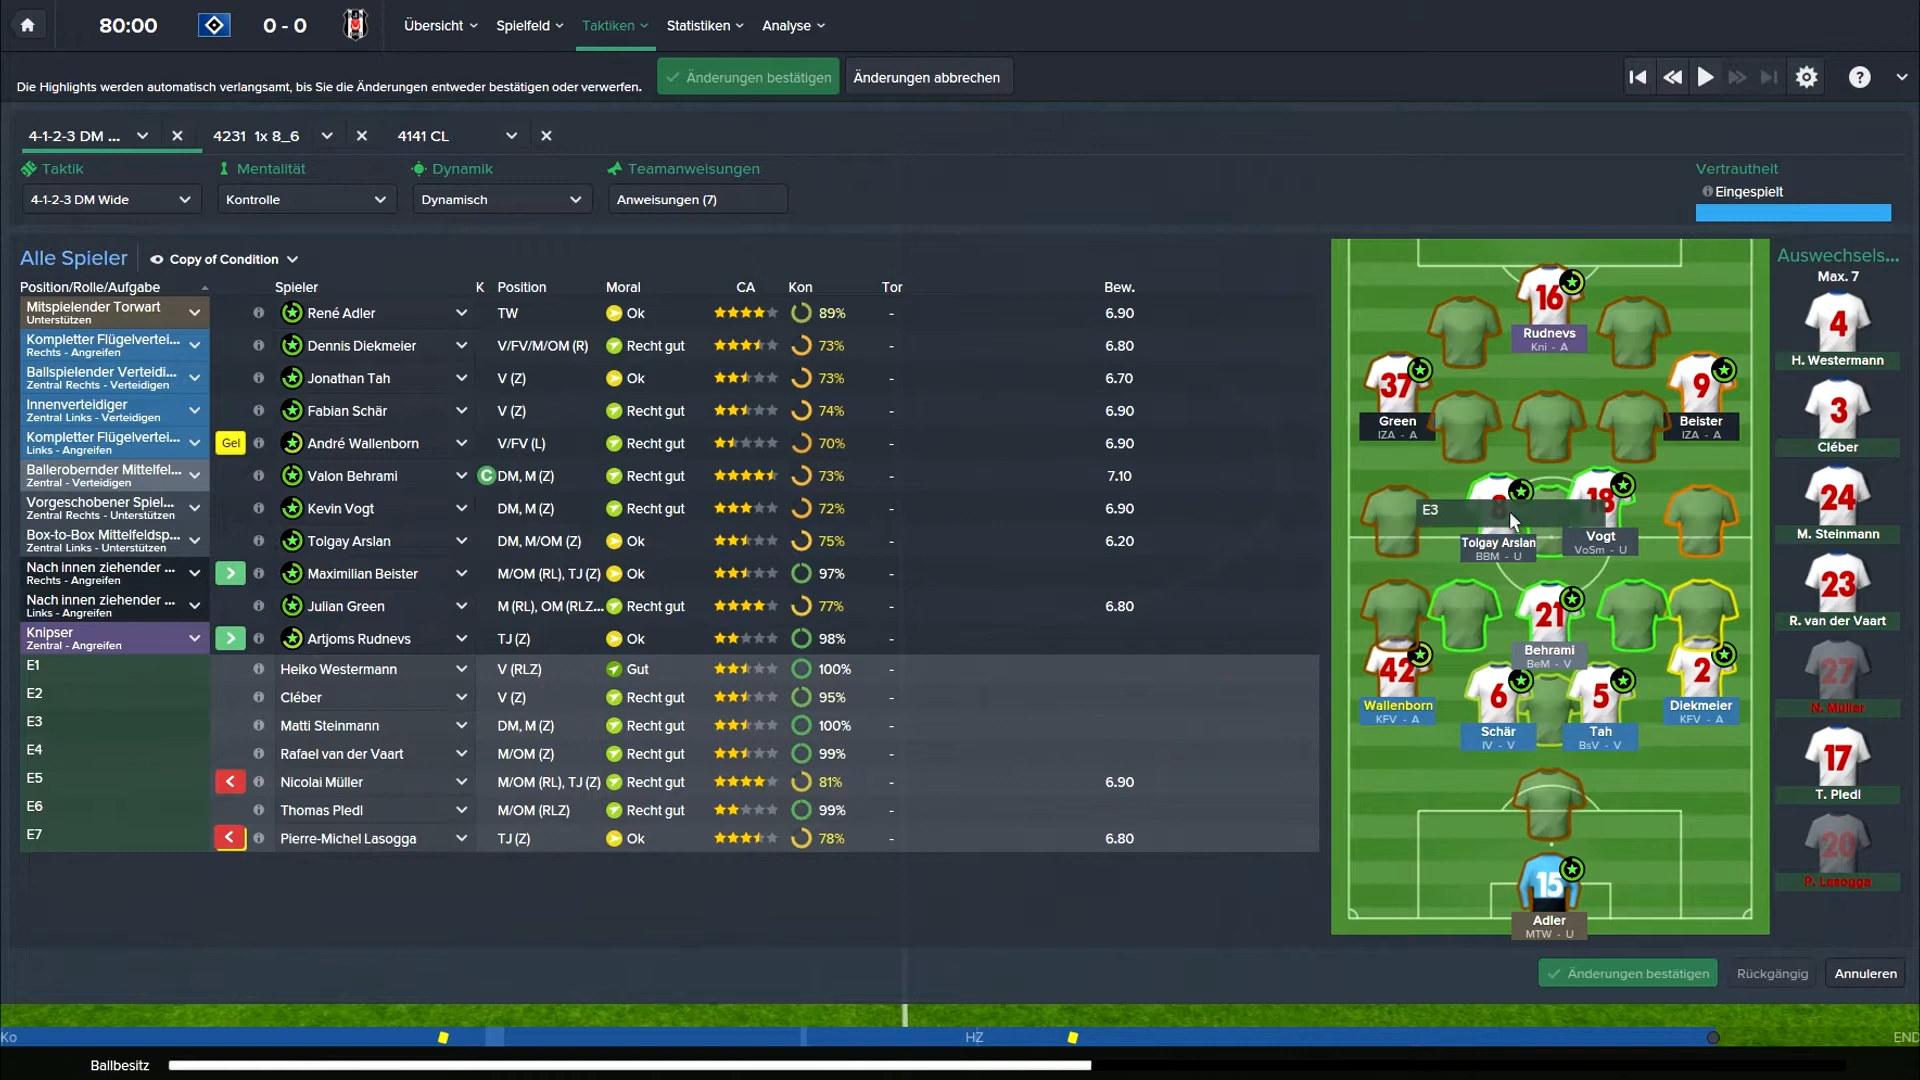 80:00
0 - 0
Übersicht
Spielfeld
Taktiken
Statistiken
Analyse
Die Highlights werden automatisch verlangsamt, bis Sie die Änderungen entweder bestätigen oder verwerfen.
Änderungen bestätigen
Änderungen abbrechen
?
4-1-2-3 DM ...
4231 1x 8_6
4141 CL
Taktik
Mentalität
Dynamik
Teamanweisungen
4-1-2-3 DM Wide
Kontrolle
Dynamisch
Anweisungen (7)
Vertrautheit
Eingespielt
Alle Spieler
Copy of Condition
Position/Rolle/Aufgabe
Spieler
K
Position
Moral
CA
Kon
Tor
Bew.
Mitspielender Torwart
Unterstützen
René Adler
TW
Ok
89%
-
6.90
Kompletter Flügelvertei...
Rechts - Angreifen
Dennis Diekmeier
V/FV/M/OM (R)
Recht gut
73%
-
6.80
Ballspielender Verteidi...
Zentral Rechts - Verteidigen
Jonathan Tah
V (Z)
Ok
73%
-
6.70
Innenverteidiger
Zentral Links - Verteidigen
Fabian Schär
V (Z)
Recht gut
74%
-
6.90
Kompletter Flügelvertei...
Links - Angreifen
Gel
André Wallenborn
V/FV (L)
Recht gut
70%
-
6.90
Ballerobernder Mittelfel...
Zentral - Verteidigen
Valon Behrami
C
DM, M (Z)
Recht gut
73%
-
7.10
Vorgeschobener Spiel...
Zentral Rechts - Unterstützen
Kevin Vogt
DM, M (Z)
Recht gut
72%
-
6.90
Box-to-Box Mittelfeldsp...
Zentral Links - Unterstützen
Tolgay Arslan
DM, M/OM (Z)
Ok
75%
-
6.20
Nach innen ziehender ...
Rechts - Angreifen
Maximilian Beister
M/OM (RL), TJ (Z)
Ok
97%
-
Nach innen ziehender ...
Links - Angreifen
Julian Green
M (RL), OM (RLZ...
Recht gut
77%
-
6.80
Knipser
Zentral - Angreifen
Artjoms Rudnevs
TJ (Z)
Ok
98%
-
E1
Heiko Westermann
V (RLZ)
Gut
100%
-
E2
Cléber
V (Z)
Recht gut
95%
-
E3
Matti Steinmann
DM, M (Z)
Recht gut
100%
-
E4
Rafael van der Vaart
M/OM (Z)
Recht gut
99%
-
E5
Nicolai Müller
M/OM (RL), TJ (Z)
Recht gut
81%
-
6.90
E6
Thomas Pledl
M/OM (RLZ)
Recht gut
99%
-
E7
Pierre-Michel Lasogga
TJ (Z)
Ok
78%
-
6.80
16
Rudnevs
Kni - A
37
Green
IZA - A
9
Beister
IZA - A
E3
8
Tolgay Arslan
BBM - U
18
Vogt
VoSm - U
21
Behrami
BeM - V
42
Wallenborn
KFV - A
6
Schär
IV - V
5
Tah
BsV - V
2
Diekmeier
KFV - A
15
Adler
MTW - U
Auswechsels...
Max. 7
4
H. Westermann
3
Cléber
24
M. Steinmann
23
R. van der Vaart
27
N. Müller
17
T. Pledl
20
P. Lasogga
Änderungen bestätigen
Rückgängig
Annuleren
Ko
HZ
END
Ballbesitz